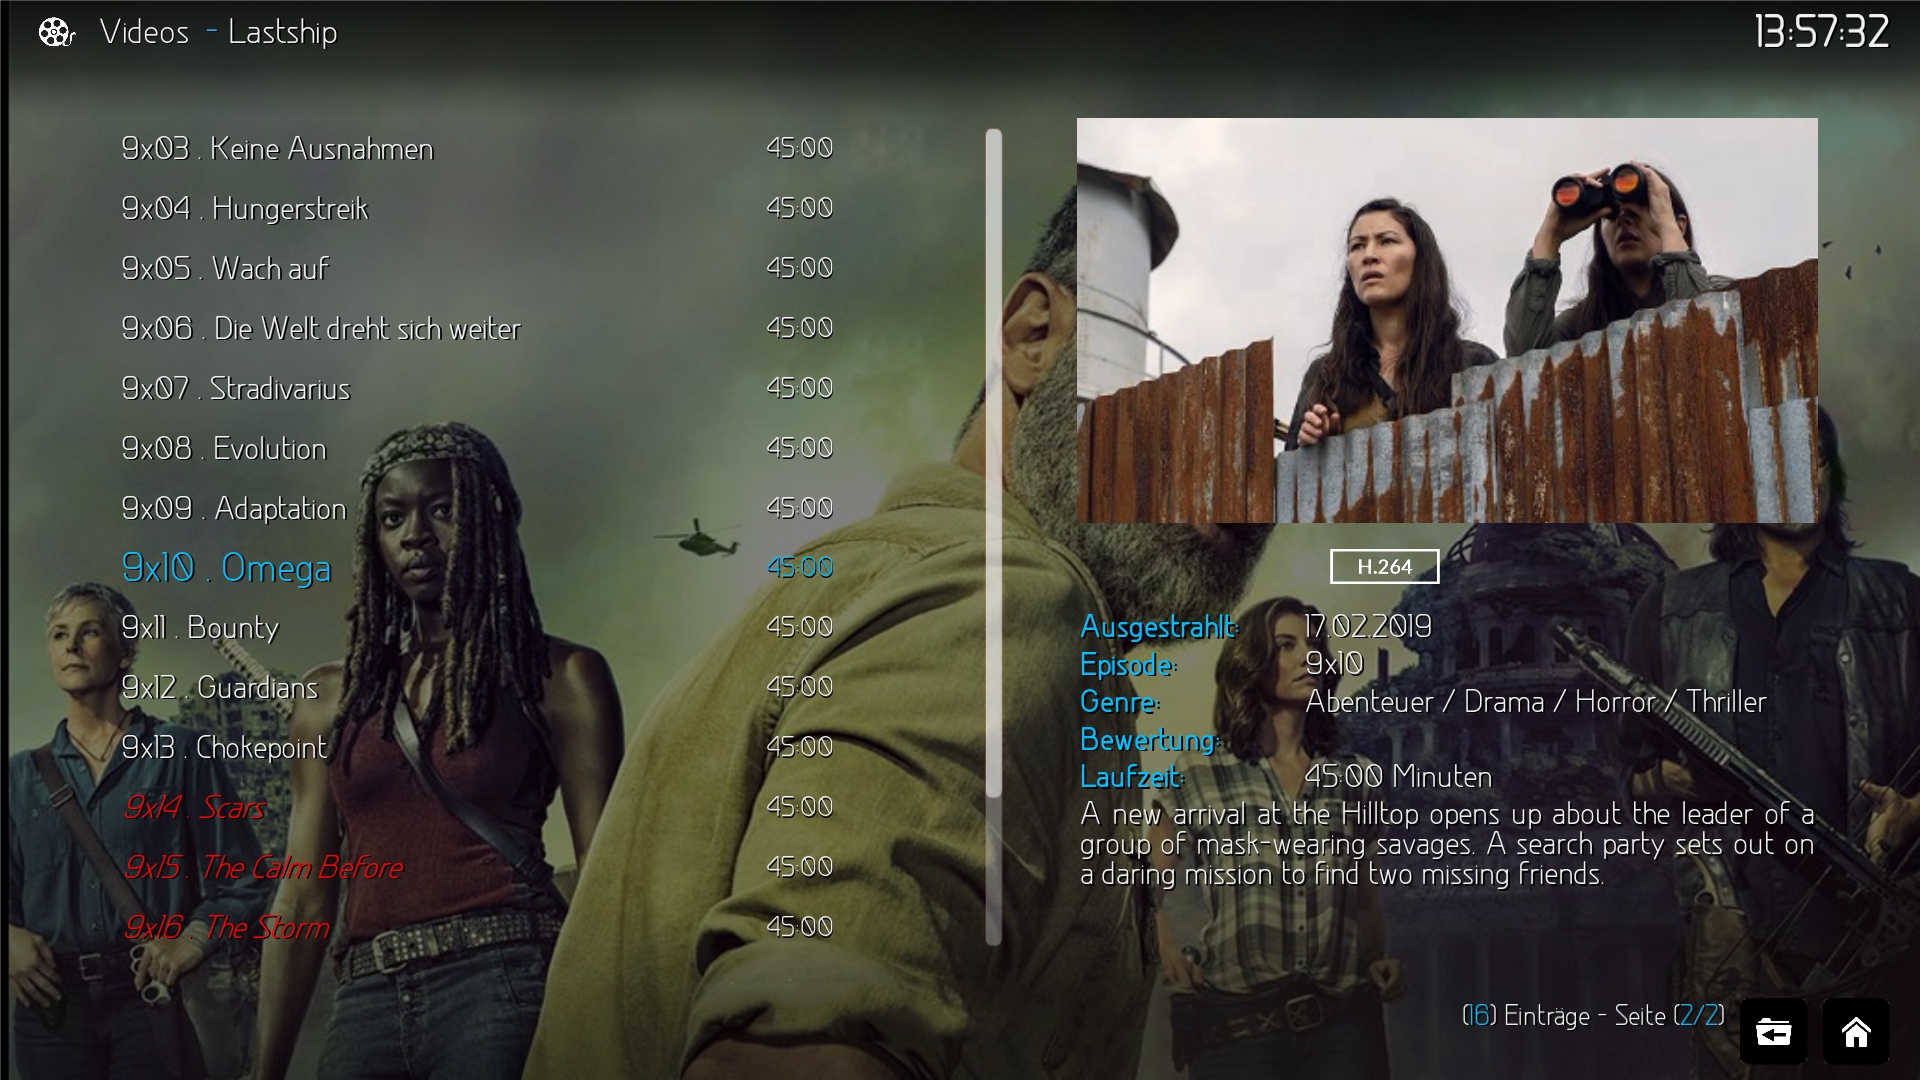 Videos - Lastship
13:57:32
9x03 . Keine Ausnahmen 45:00
9x04 . Hungerstreik 45:00
9x05 . Wach auf 45:00
9x06 . Die Welt dreht sich weiter 45:00
9x07 . Stradivarius 45:00
9x08 . Evolution 45:00
9x09 . Adaptation 45:00
9x10 . Omega 45:00
9x11 . Bounty 45:00
9x12 . Guardians 45:00
9x13 . Chokepoint 45:00
9x14 . Scars 45:00
9x15 . The Calm Before 45:00
9x16 . The Storm 45:00
H.264
Ausgestrahlt: 17.02.2019
Episode: 9x10
Genre: Abenteuer / Drama / Horror / Thriller
Bewertung:
Laufzeit: 45:00 Minuten
A new arrival at the Hilltop opens up about the leader of a
group of mask-wearing savages. A search party sets out on
a daring mission to find two missing friends.
(16) Einträge - Seite (2/2)